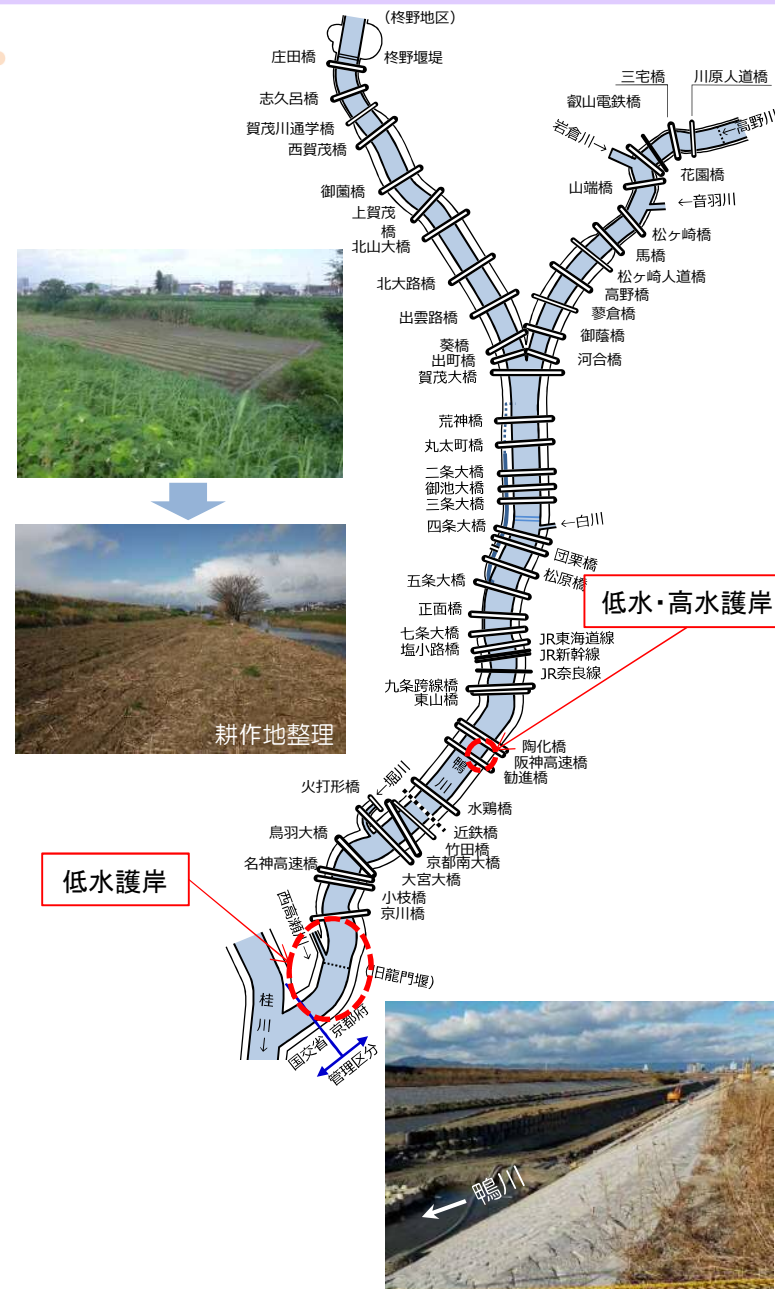 (柊野地区)
庄田橋
柊野堰堤
志久呂橋
賀茂川通学橋
西賀茂橋
御薗橋
上賀茂
橋
北山大橋
北大路橋
出雲路橋
葵橋
出町橋
賀茂大橋
三宅橋
川原人道橋
叡山電鉄橋
岩倉川→
←高野川
花園橋
山端橋
←音羽川
松ヶ崎橋
馬橋
松ヶ崎人道橋
高野橋
蓼倉橋
御蔭橋
河合橋
荒神橋
丸太町橋
二条大橋
御池大橋
三条大橋
四条大橋
←白川
団栗橋
松原橋
五条大橋
正面橋
七条大橋
塩小路橋
JR東海道線
JR新幹線
JR奈良線
九条跨線橋
東山橋
低水・高水護岸
陶化橋
阪神高速橋
勧進橋
鴨川
水鶏橋
火打形橋
←堀川
近鉄橋
竹田橋
京都南大橋
大宮大橋
鳥羽大橋
名神高速橋
小枝橋
京川橋
低水護岸
西高瀬川→
(旧龍門堰)
桂川→
国交省
京都府
管理区分
耕作地整理
鴨川